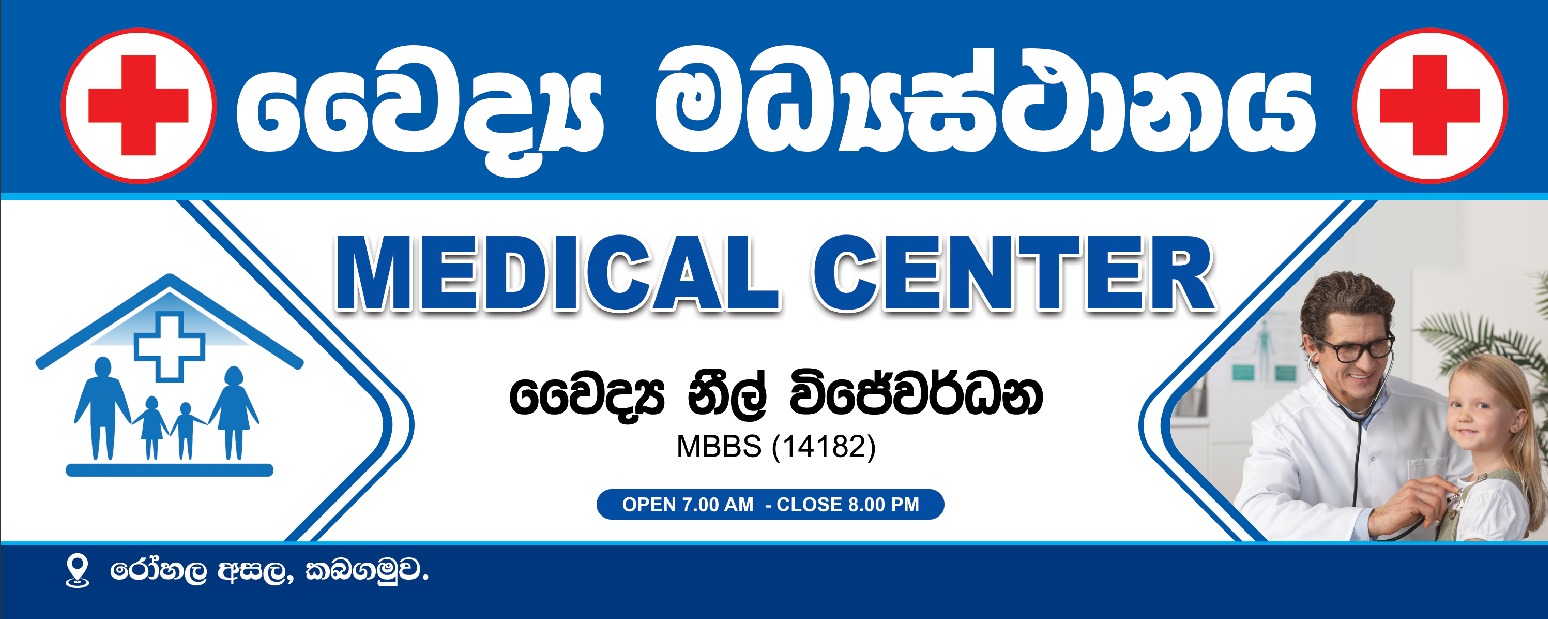 වෛද්‍ය මධ්‍යස්ථානය
MEDICAL CENTER
වෛද්‍ය නීල් විජේවර්ධන
MBBS (14182)
OPEN 7.00 AM - CLOSE 8.00 PM
රෝහල අසල, කබගමුව.